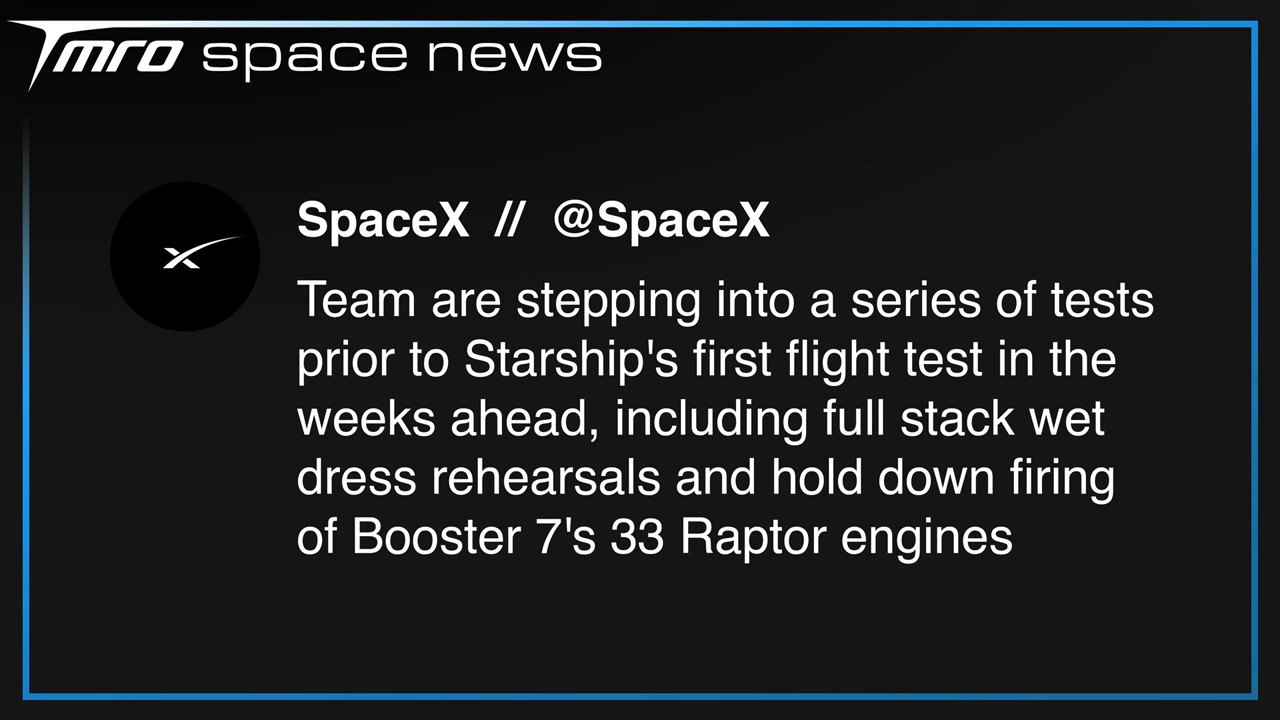 Tmro space news
SpaceX // @SpaceX
Team are stepping into a series of tests
prior to Starship's first flight test in the
weeks ahead, including full stack wet
dress rehearsals and hold down firing
of Booster 7's 33 Raptor engines